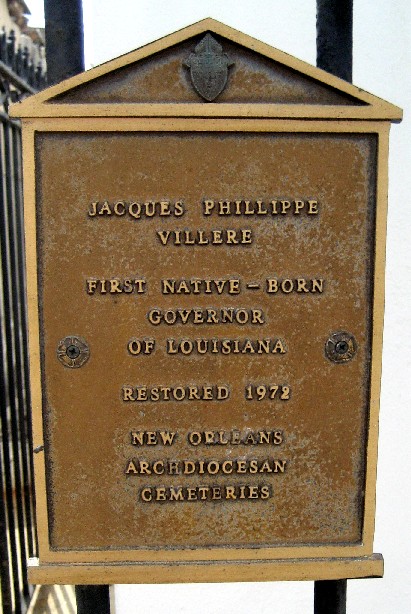 JACQUES PHILLIPPE
VILLERE
FIRST NATIVE-BORN
GOVERNOR
OF LOUISIANA
RESTORED 1972
NEW ORLEANS
ARCHDIOCESAN
CEMETERIES